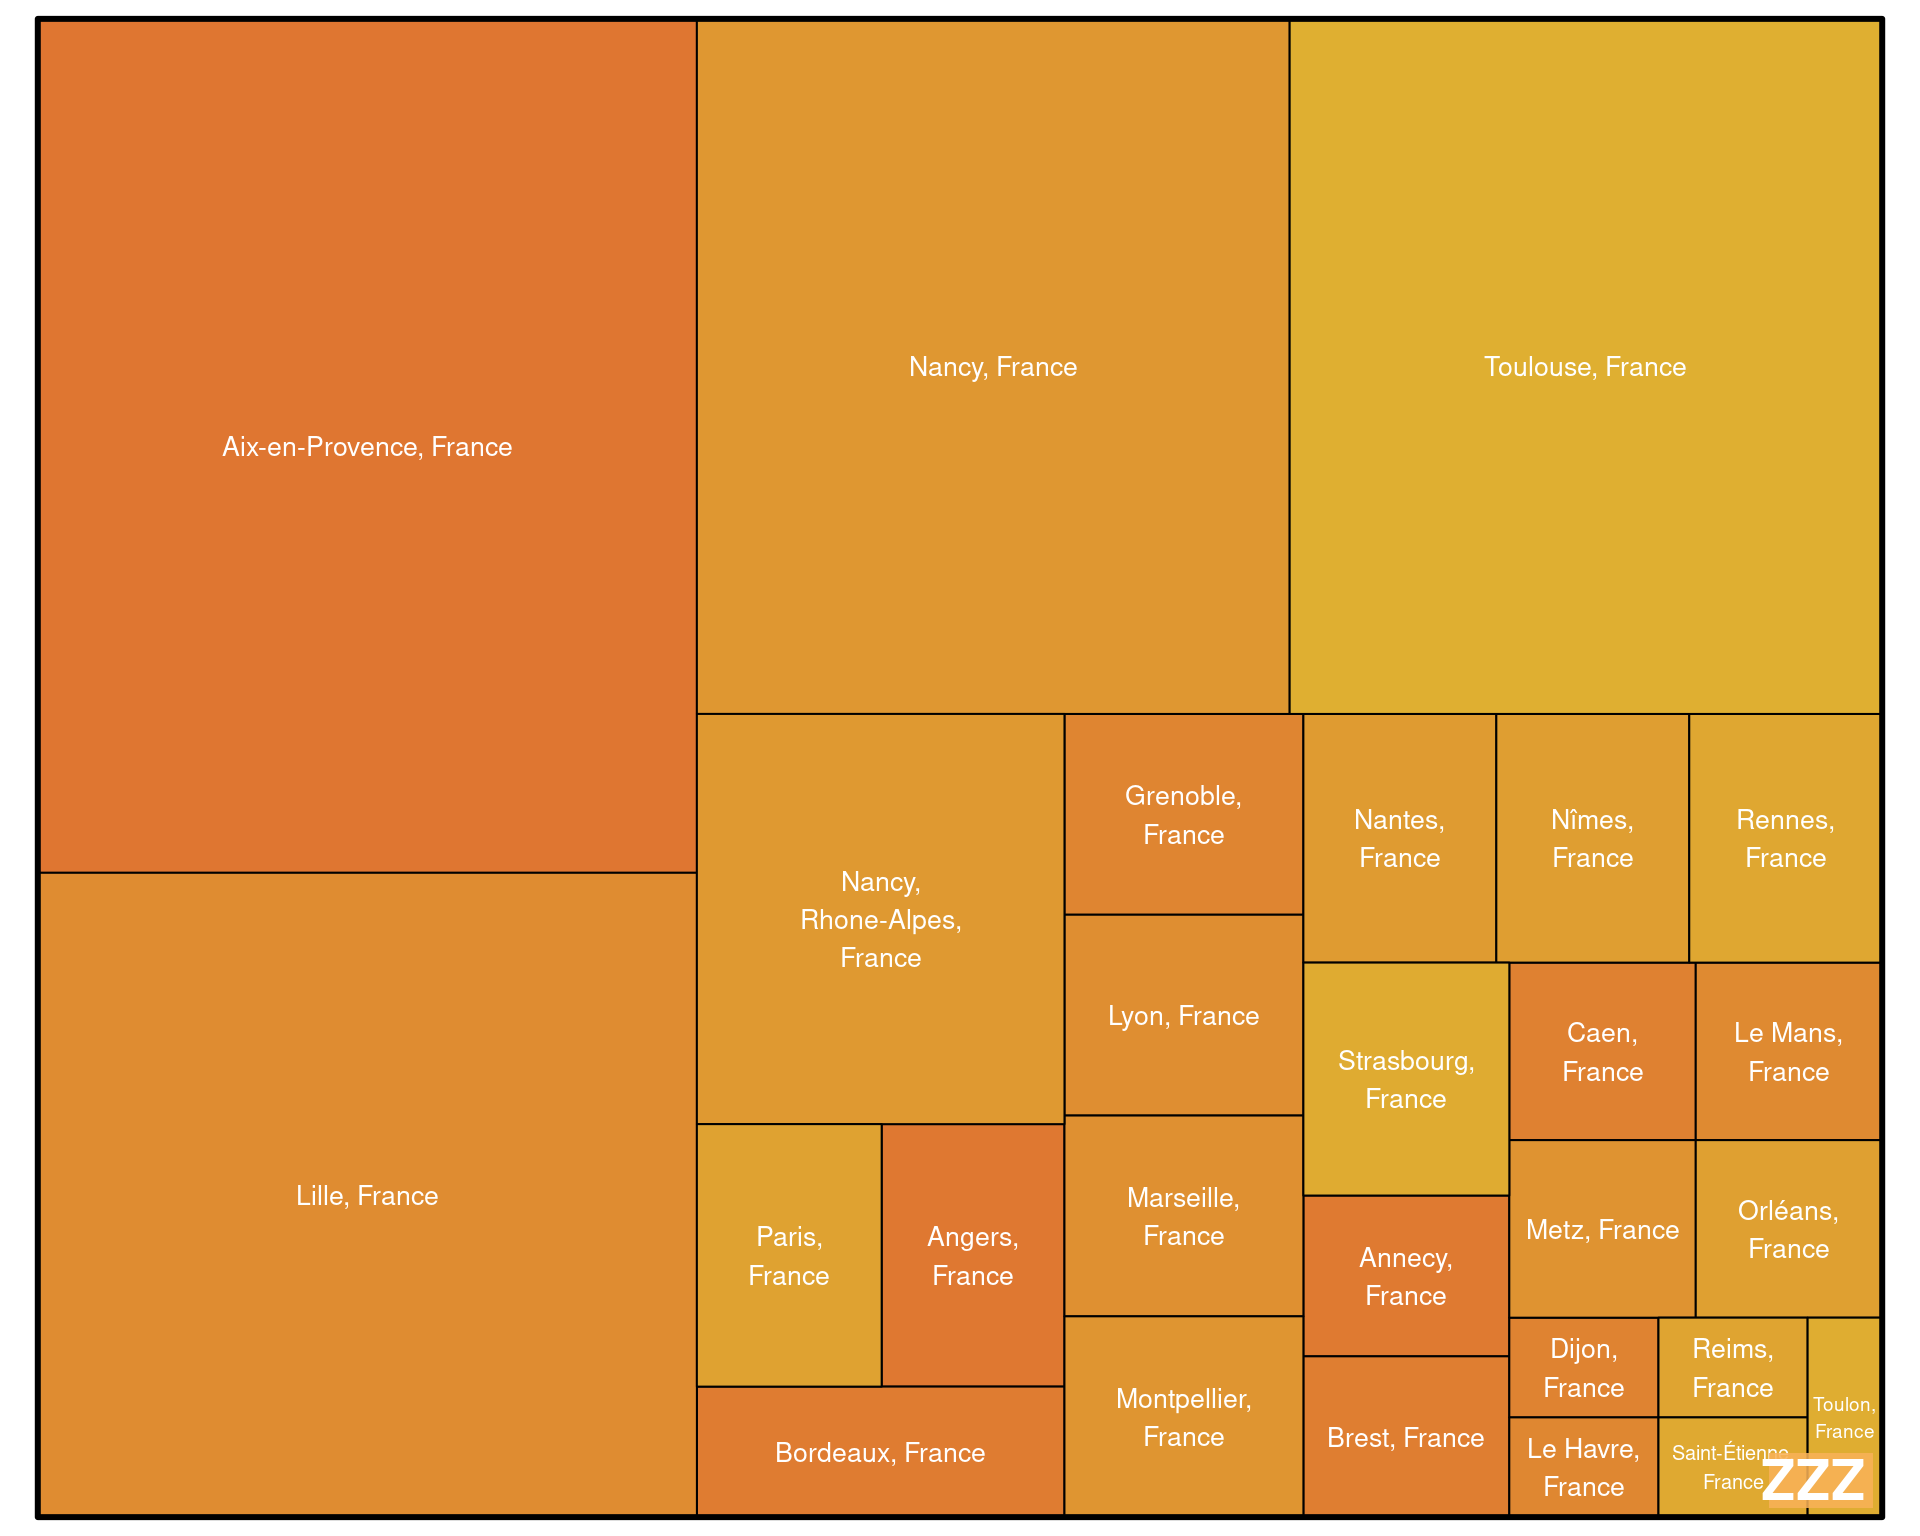 Aix-en-Provence, France
Nancy, France
Toulouse, France
Lille, France
Nancy,
Rhone-Alpes,
France
Grenoble,
France
Nantes,
France
Nîmes,
France
Rennes,
France
Lyon, France
Strasbourg,
France
Caen,
France
Le Mans,
France
Paris,
France
Angers,
France
Marseille,
France
Annecy,
France
Metz, France
Orléans,
France
Bordeaux, France
Montpellier,
France
Brest, France
Dijon,
France
Reims,
France
Toulon,
France
Le Havre,
France
Saint-Étienne,
France
ZZZ